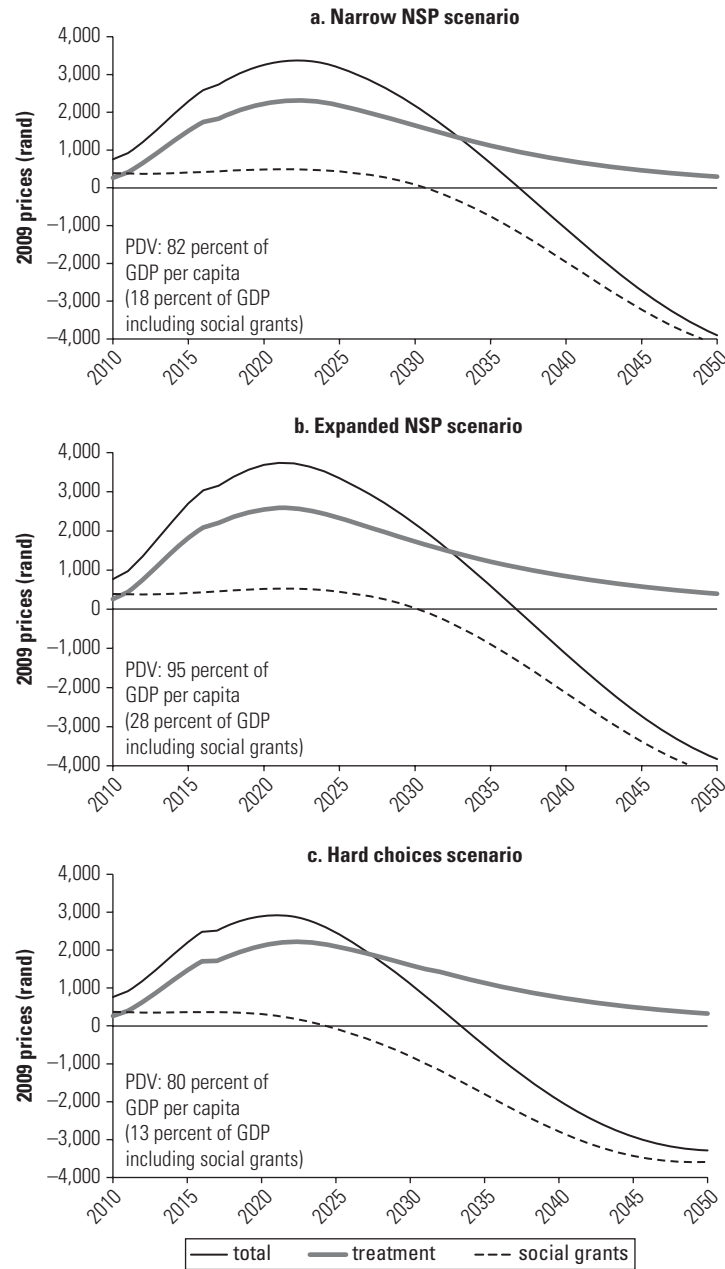 a. Narrow NSP scenario
4,000
3,000
2,000
1,000
0
–1,000
–2,000
–3,000
–4,000
2009 prices (rand)
PDV: 82 percent of
GDP per capita
(18 percent of GDP
including social grants)
2010
2015
2020
2025
2030
2035
2040
2045
2050
b. Expanded NSP scenario
4,000
3,000
2,000
1,000
0
–1,000
–2,000
–3,000
–4,000
2009 prices (rand)
PDV: 95 percent of
GDP per capita
(28 percent of GDP
including social grants)
2010
2015
2020
2025
2030
2035
2040
2045
2050
c. Hard choices scenario
4,000
3,000
2,000
1,000
0
–1,000
–2,000
–3,000
–4,000
2009 prices (rand)
PDV: 80 percent of
GDP per capita
(13 percent of GDP
including social grants)
2010
2015
2020
2025
2030
2035
2040
2045
2050
total treatment social grants